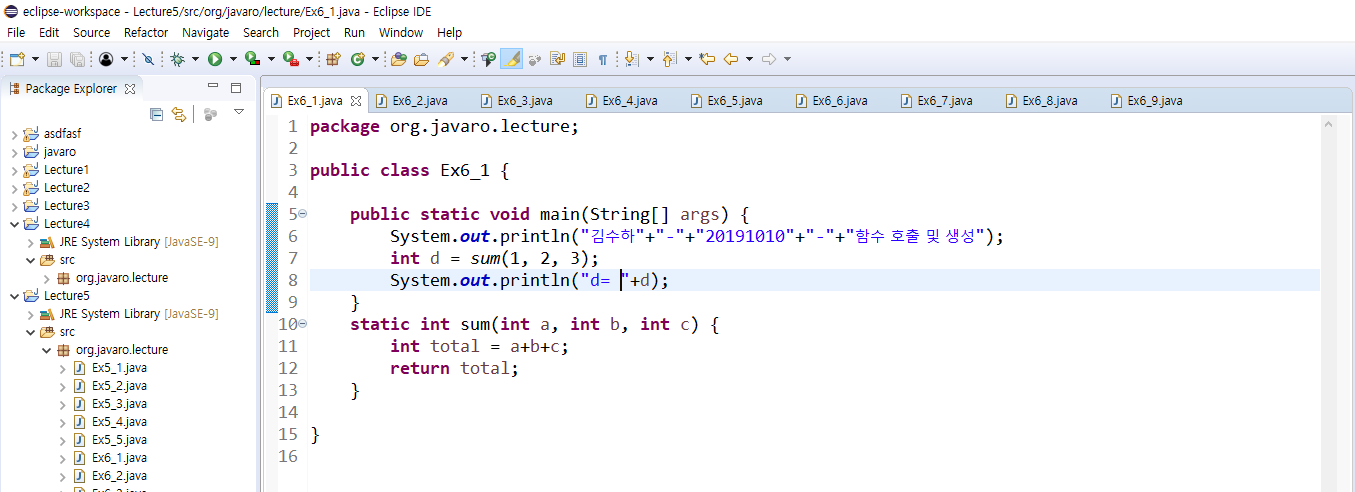 eclipse-workspace - Lecture5/src/org/javaro/lecture/Ex6_1.java - Eclipse IDE
File Edit Source Refactor Navigate Search Project Run Window Help
Package Explorer
asdfasf
javaro
Lecture1
Lecture2
Lecture3
Lecture4
JRE System Library [JavaSE-9]
src
org.javaro.lecture
Lecture5
JRE System Library [JavaSE-9]
src
org.javaro.lecture
Ex5_1.java
Ex5_2.java
Ex5_3.java
Ex5_4.java
Ex5_5.java
Ex6_1.java
Ex6_2.java
Ex6_1.java Ex6_2.java Ex6_3.java Ex6_4.java Ex6_5.java Ex6_6.java Ex6_7.java Ex6_8.java Ex6_9.java
1 package org.javaro.lecture;
2
3 public class Ex6_1 {
4
5 public static void main(String[] args) {
6 System.out.println("김수하"+"-"+"20191010"+"-"+"함수 호출 및 생성");
7 int d = sum(1, 2, 3);
8 System.out.println("d= "+d);
9 }
10 static int sum(int a, int b, int c) {
11 int total = a+b+c;
12 return total;
13 }
14
15 }
16